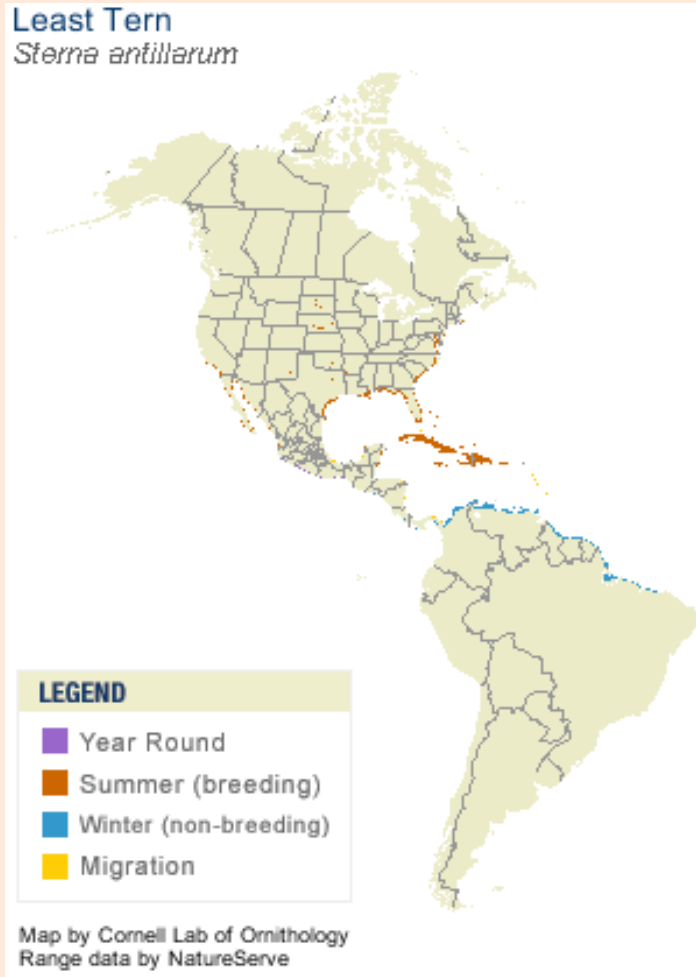 Least Tern
Sterna antillarum
LEGEND
Year Round
Summer (breeding)
Winter (non-breeding)
Migration
Map by Cornell Lab of Ornithology
Range data by NatureServe